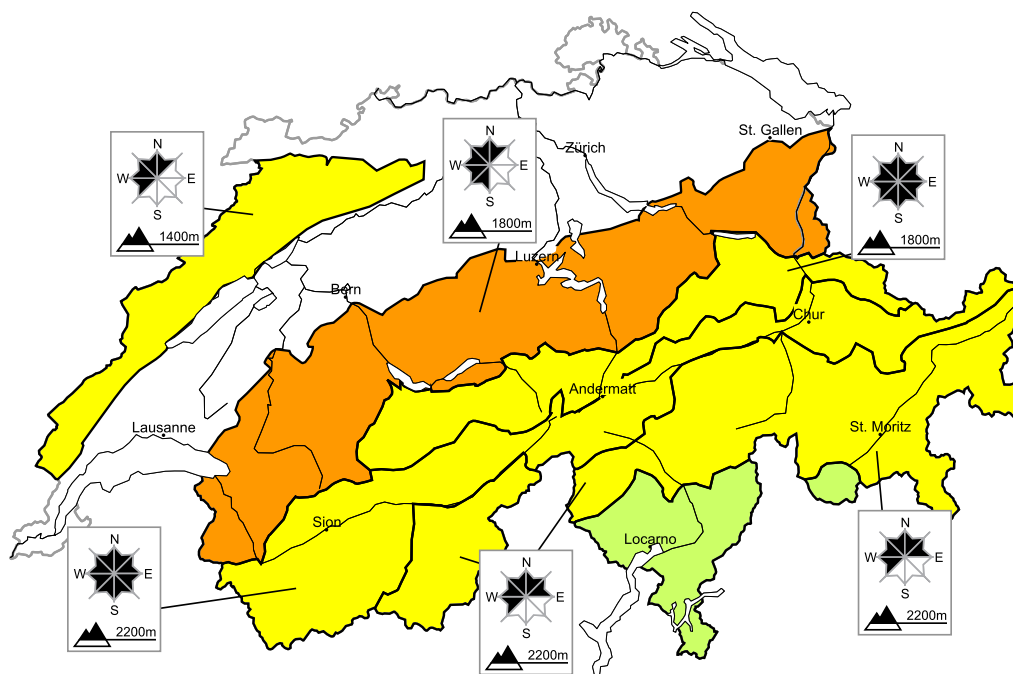 N
W E
S
1400m
N
W E
S
1800m
N
W E
S
1800m
St. Gallen
Zürich
Luzern
Bern
Chur
Andermatt
Lausanne
St. Moritz
Sion
Locarno
N
W E
S
2200m
N
W E
S
2200m
N
W E
S
2200m